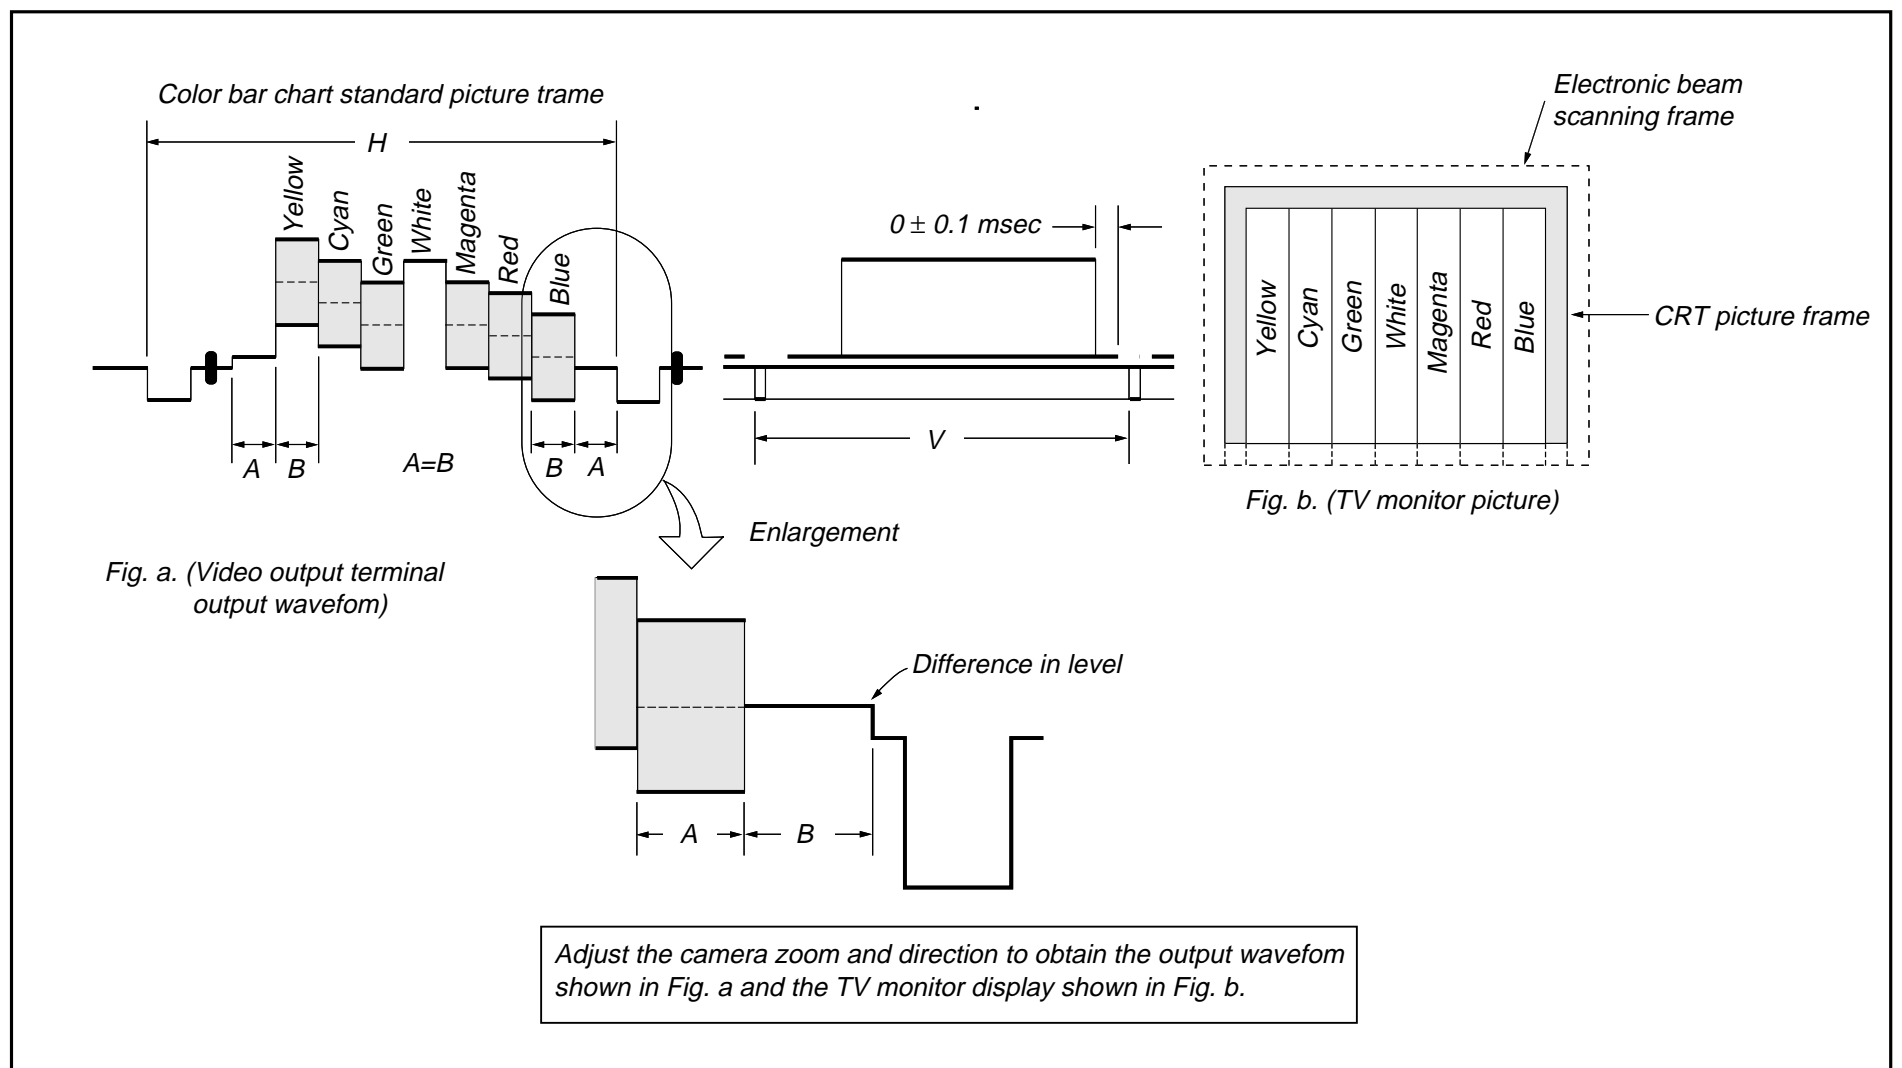 Color bar chart standard picture trame
H
Yellow
Cyan
Green
White
Magenta
Red
Blue
A
B
A=B
B
A
Fig. a. (Video output terminal
output wavefom)
0 ± 0.1 msec
V
Electronic beam
scanning frame
Yellow
Cyan
Green
White
Magenta
Red
Blue
CRT picture frame
Fig. b. (TV monitor picture)
Enlargement
Difference in level
A
B
Adjust the camera zoom and direction to obtain the output wavefom
shown in Fig. a and the TV monitor display shown in Fig. b.